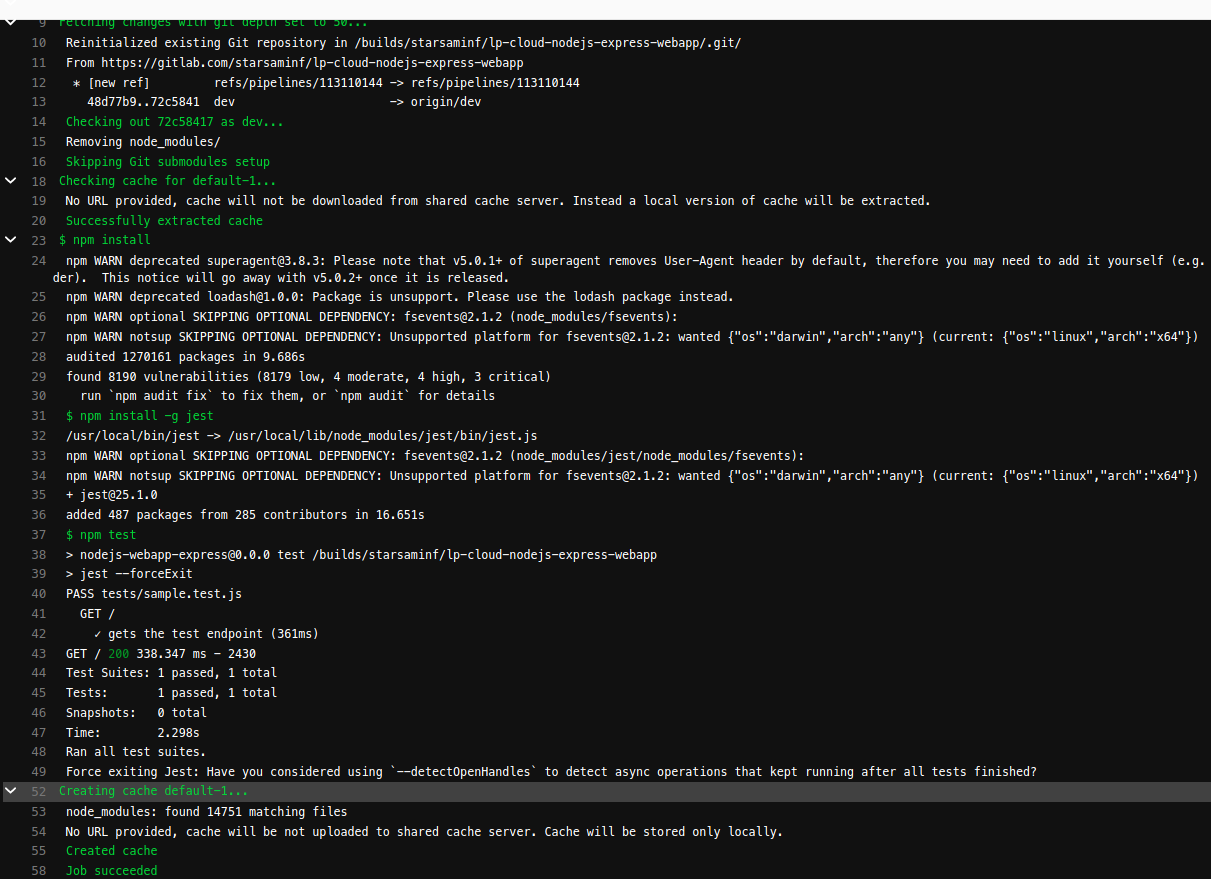 9 Fetching changes with git depth set to 50...
10 Reinitialized existing Git repository in /builds/starsaminf/lp-cloud-nodejs-express-webapp/.git/
11 From https://gitlab.com/starsaminf/lp-cloud-nodejs-express-webapp
12 * [new ref] refs/pipelines/113110144 -> refs/pipelines/113110144
13 48d77b9..72c5841 dev -> origin/dev
14 Checking out 72c58417 as dev...
15 Removing node_modules/
16 Skipping Git submodules setup
18 Checking cache for default-1...
19 No URL provided, cache will not be downloaded from shared cache server. Instead a local version of cache will be extracted.
20 Successfully extracted cache
23 $ npm install
24 npm WARN deprecated superagent@3.8.3: Please note that v5.0.1+ of superagent removes User-Agent header by default, therefore you may need to add it yourself (e.g.
der). This notice will go away with v5.0.2+ once it is released.
25 npm WARN deprecated loadash@1.0.0: Package is unsupport. Please use the lodash package instead.
26 npm WARN optional SKIPPING OPTIONAL DEPENDENCY: fsevents@2.1.2 (node_modules/fsevents):
27 npm WARN notsup SKIPPING OPTIONAL DEPENDENCY: Unsupported platform for fsevents@2.1.2: wanted {"os":"darwin","arch":"any"} (current: {"os":"linux","arch":"x64"})
28 audited 1270161 packages in 9.686s
29 found 8190 vulnerabilities (8179 low, 4 moderate, 4 high, 3 critical)
30 run `npm audit fix` to fix them, or `npm audit` for details
31 $ npm install -g jest
32 /usr/local/bin/jest -> /usr/local/lib/node_modules/jest/bin/jest.js
33 npm WARN optional SKIPPING OPTIONAL DEPENDENCY: fsevents@2.1.2 (node_modules/jest/node_modules/fsevents):
34 npm WARN notsup SKIPPING OPTIONAL DEPENDENCY: Unsupported platform for fsevents@2.1.2: wanted {"os":"darwin","arch":"any"} (current: {"os":"linux","arch":"x64"})
35 + jest@25.1.0
36 added 487 packages from 285 contributors in 16.651s
37 $ npm test
38 > nodejs-webapp-express@0.0.0 test /builds/starsaminf/lp-cloud-nodejs-express-webapp
39 > jest --forceExit
40 PASS tests/sample.test.js
41 GET /
42 ✓ gets the test endpoint (361ms)
43 GET / 200 338.347 ms - 2430
44 Test Suites: 1 passed, 1 total
45 Tests: 1 passed, 1 total
46 Snapshots: 0 total
47 Time: 2.298s
48 Ran all test suites.
49 Force exiting Jest: Have you considered using `--detectOpenHandles` to detect async operations that kept running after all tests finished?
52 Creating cache default-1...
53 node_modules: found 14751 matching files
54 No URL provided, cache will be not uploaded to shared cache server. Cache will be stored only locally.
55 Created cache
58 Job succeeded